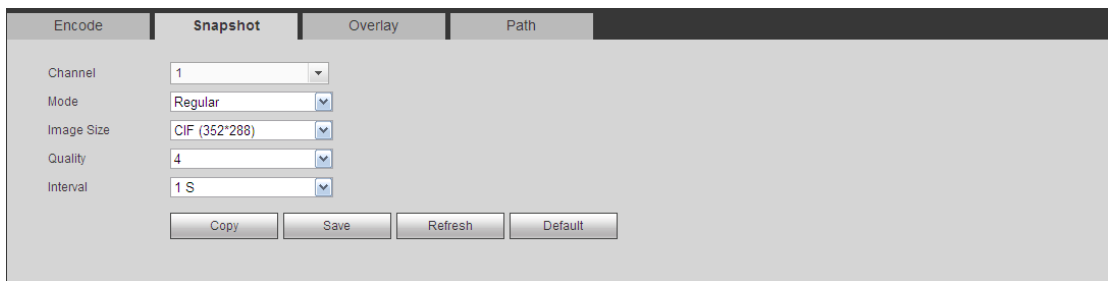 Encode Snapshot Overlay Path
Channel 1
Mode Regular
Image Size CIF (352*288)
Quality 4
Interval 1 S
Copy Save Refresh Default